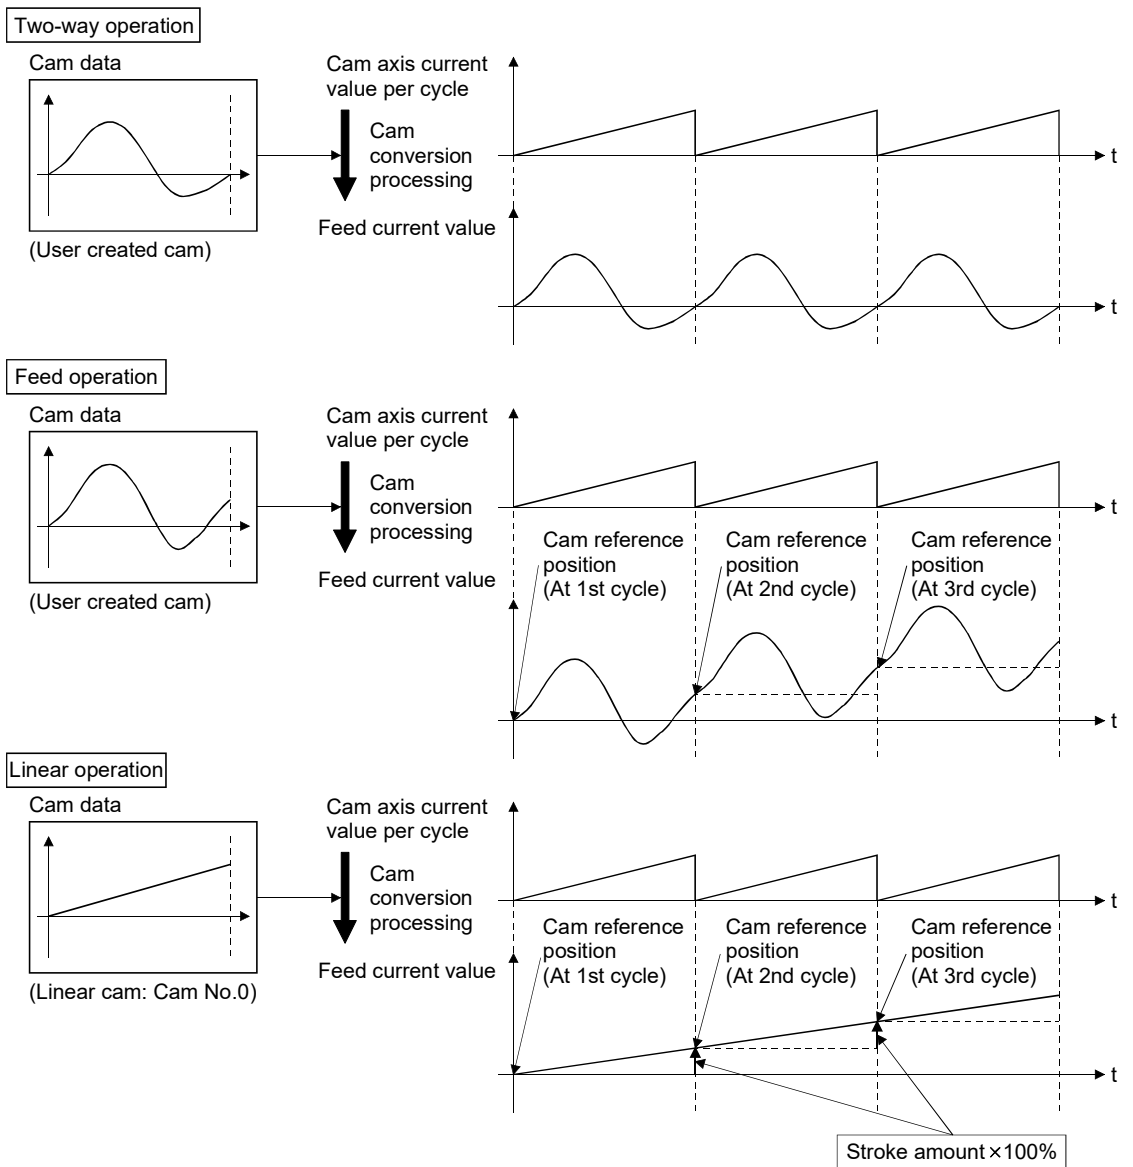 Two-way operation
Cam data
(User created cam)
Cam axis current
value per cycle
Cam
conversion
processing
Feed current value
t
t
Feed operation
Cam data
(User created cam)
Cam axis current
value per cycle
Cam
conversion
processing
Feed current value
t
Cam reference
position
(At 1st cycle)
Cam reference
position
(At 2nd cycle)
Cam reference
position
(At 3rd cycle)
t
Linear operation
Cam data
(Linear cam: Cam No.0)
Cam axis current
value per cycle
Cam
conversion
processing
Feed current value
t
Cam reference
position
(At 1st cycle)
Cam reference
position
(At 2nd cycle)
Cam reference
position
(At 3rd cycle)
t
Stroke amount×100%